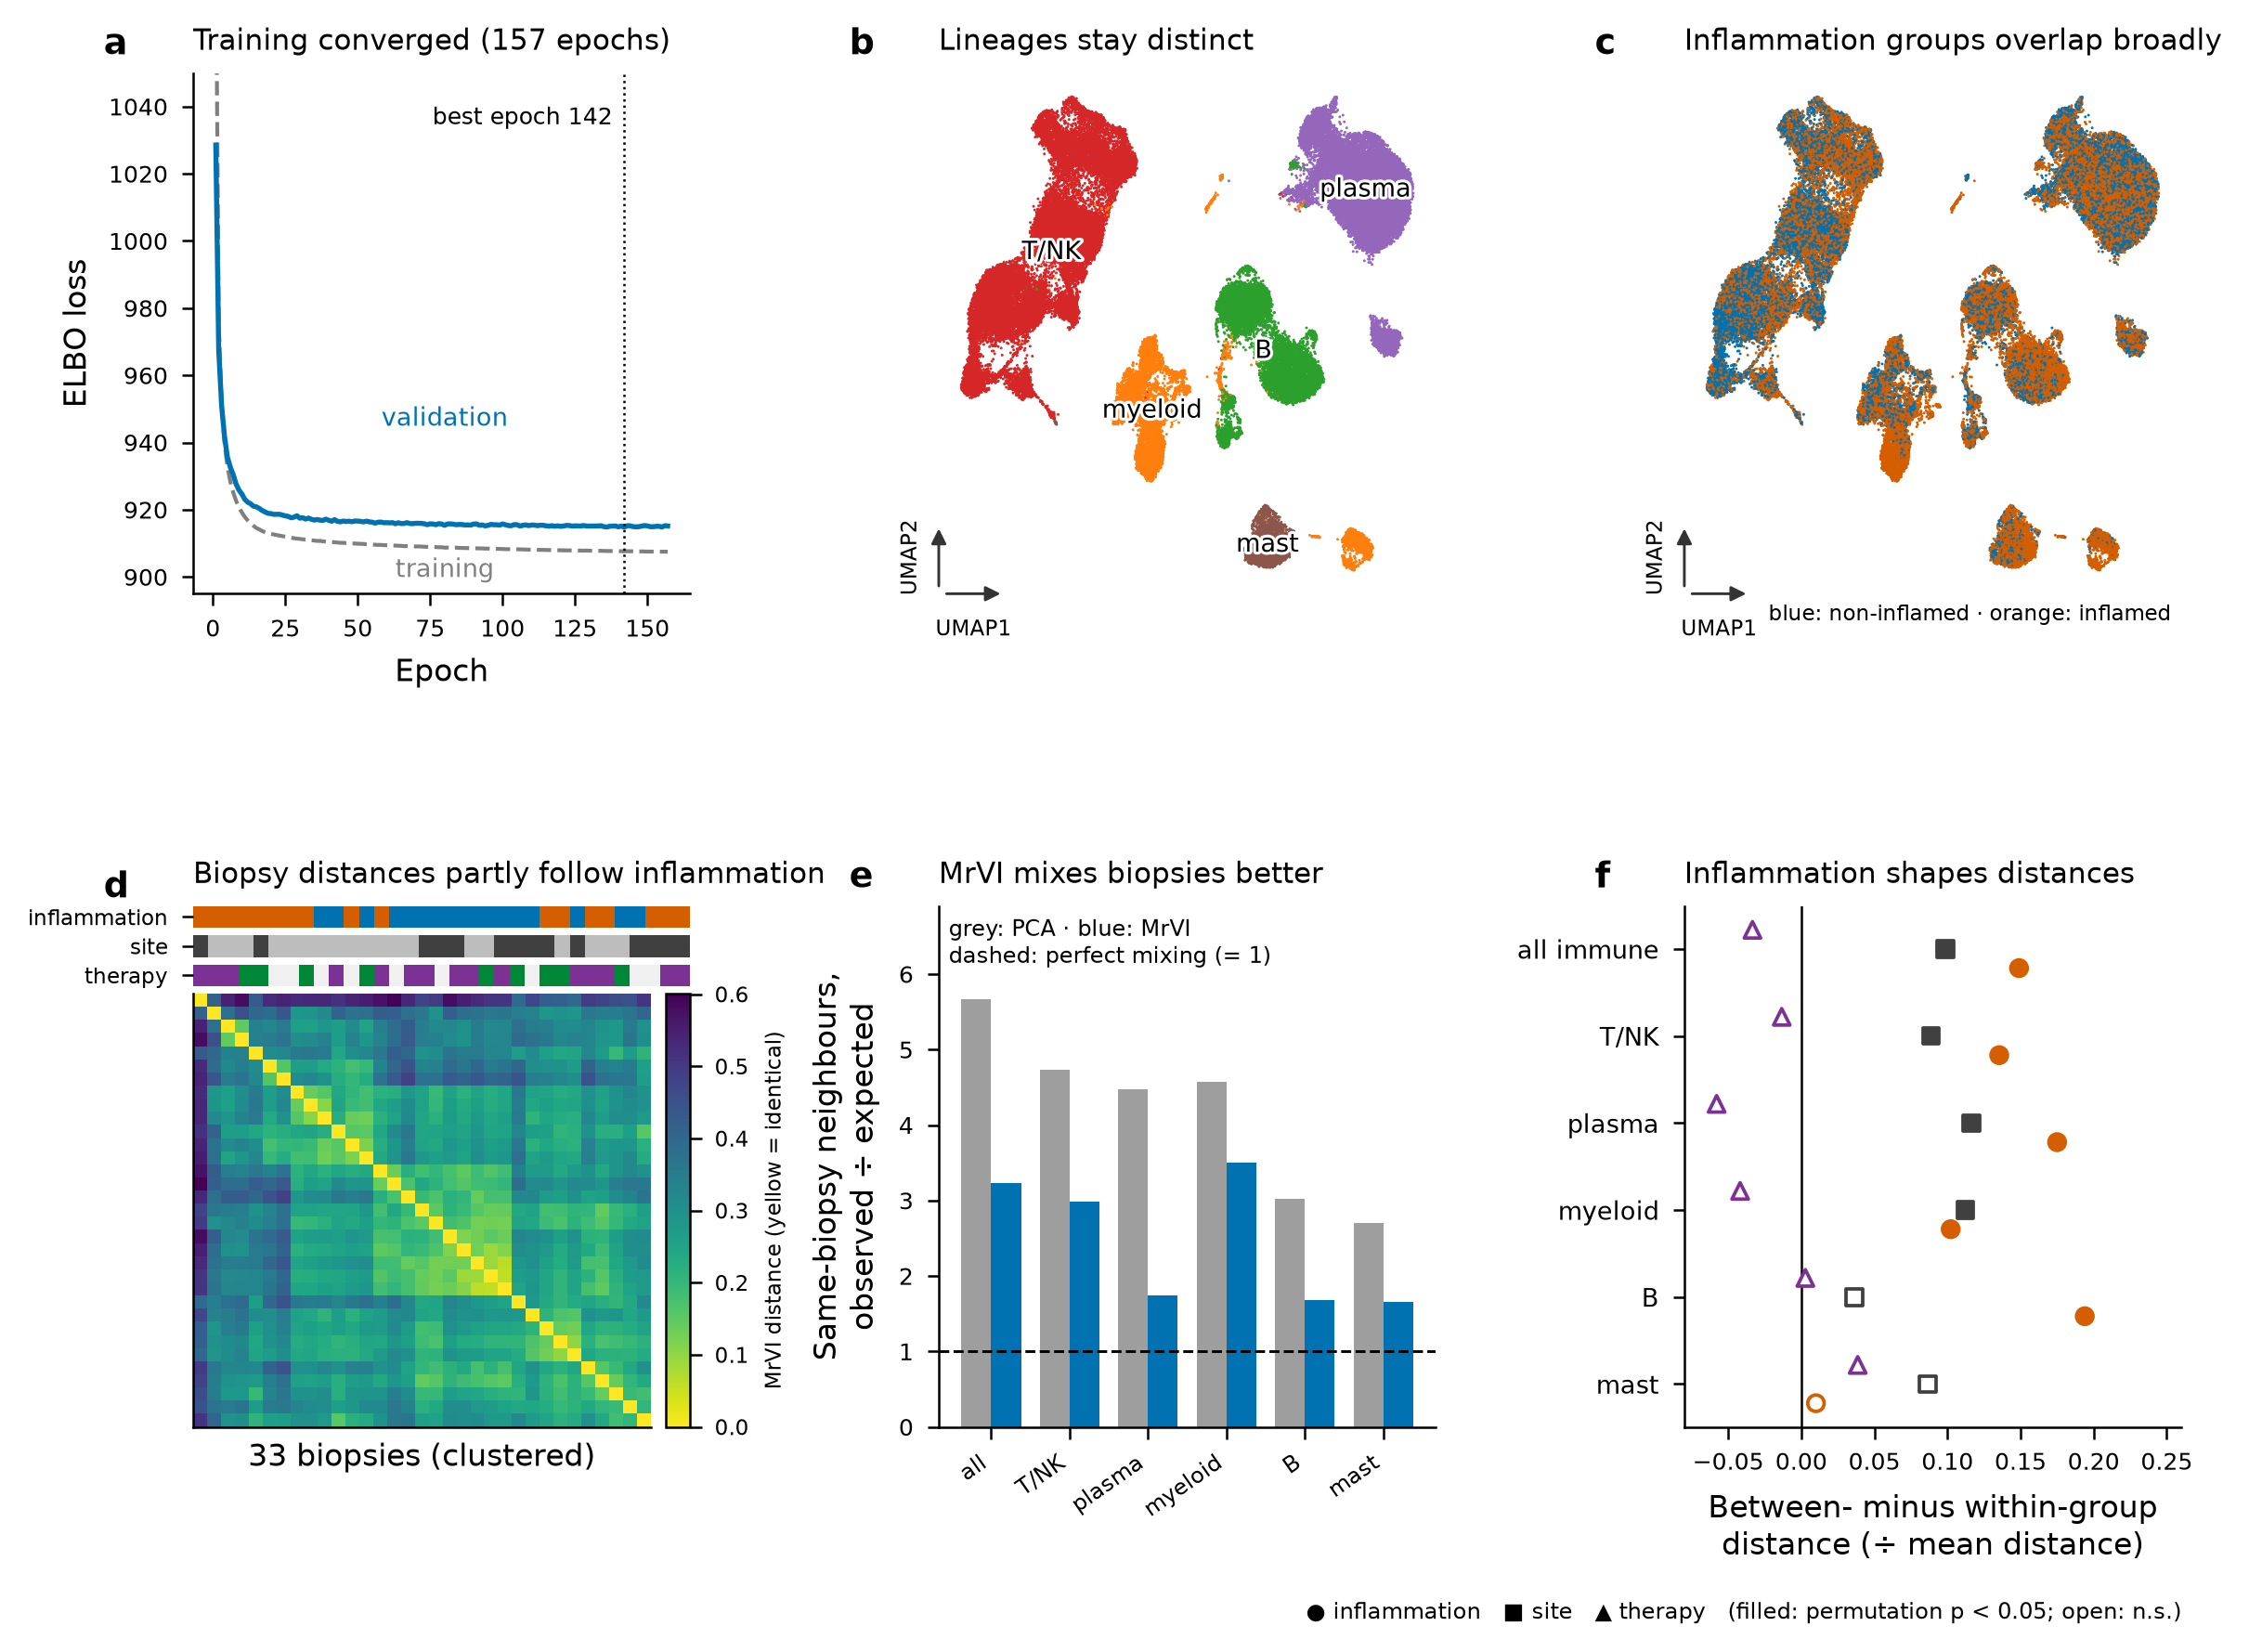 a Training converged (157 epochs)
1040
1020
1000
980
960
940
920
900
ELBO loss
best epoch 142
validation
training
0 25 50 75 100 125 150
Epoch
b Lineages stay distinct
plasma
T/NK
B
myeloid
mast
UMAP2
UMAP1
c Inflammation groups overlap broadly
UMAP2
UMAP1
blue: non-inflamed · orange: inflamed
d Biopsy distances partly follow inflammation
inflammation
site
therapy
0.6
0.5
0.4
0.3
0.2
0.1
0.0
MrVI distance (yellow = identical)
33 biopsies (clustered)
e MrVI mixes biopsies better
grey: PCA · blue: MrVI
dashed: perfect mixing (= 1)
Same-biopsy neighbours,
observed ÷ expected
6
5
4
3
2
1
0
all T/NK plasma myeloid B mast
f Inflammation shapes distances
all immune
T/NK
plasma
myeloid
B
mast
−0.05 0.00 0.05 0.10 0.15 0.20 0.25
Between- minus within-group
distance (÷ mean distance)
● inflammation ■ site ▲ therapy (filled: permutation p < 0.05; open: n.s.)